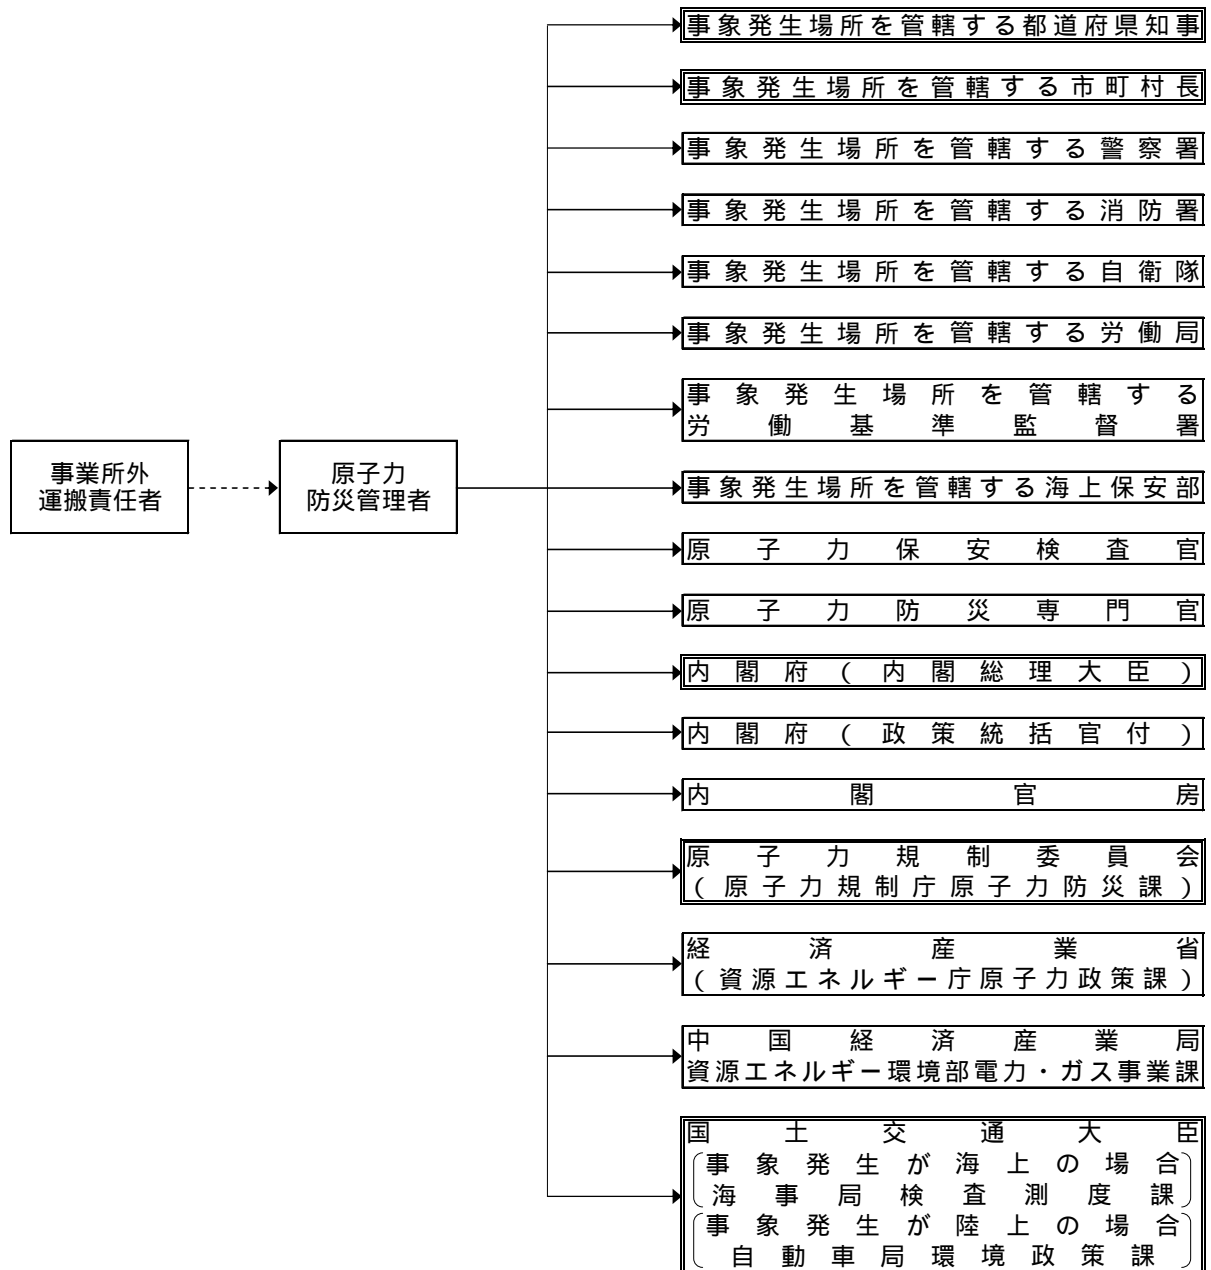 事業所外
運搬責任者
原子力
防災管理者
事象発生場所を管轄する都道府県知事
事象発生場所を管轄する市町村長
事象発生場所を管轄する警察署
事象発生場所を管轄する消防署
事象発生場所を管轄する自衛隊
事象発生場所を管轄する労働局
事象発生場所を管轄する
労働基準監督署
事象発生場所を管轄する海上保安部
原子力保安検査官
原子力防災専門官
内閣府(内閣総理大臣)
内閣府(政策統括官付)
内閣官房
原子力規制委員会
(原子力規制庁原子力防災課)
経済産業省
(資源エネルギー庁原子力政策課)
中国経済産業局
資源エネルギー環境部電力・ガス事業課
国土交通大臣
事象発生が海上の場合
海事局検査測度課
事象発生が陸上の場合
自動車局環境政策課